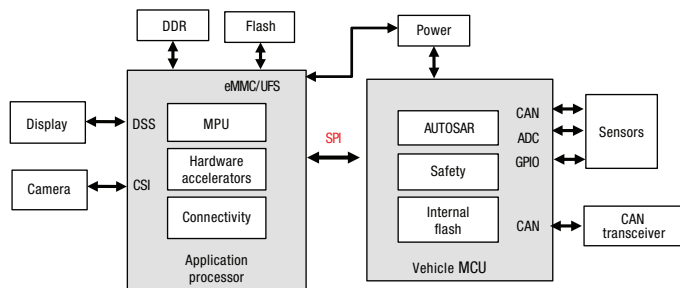 DDR
Flash
Power
eMMC/UFS
Display
DSS
MPU
SPI
AUTOSAR
CAN
ADC
GPIO
Sensors
Camera
CSI
Hardware
accelerators
Safety
Connectivity
Internal
flash
CAN
CAN
transceiver
Application
processor
Vehicle MCU